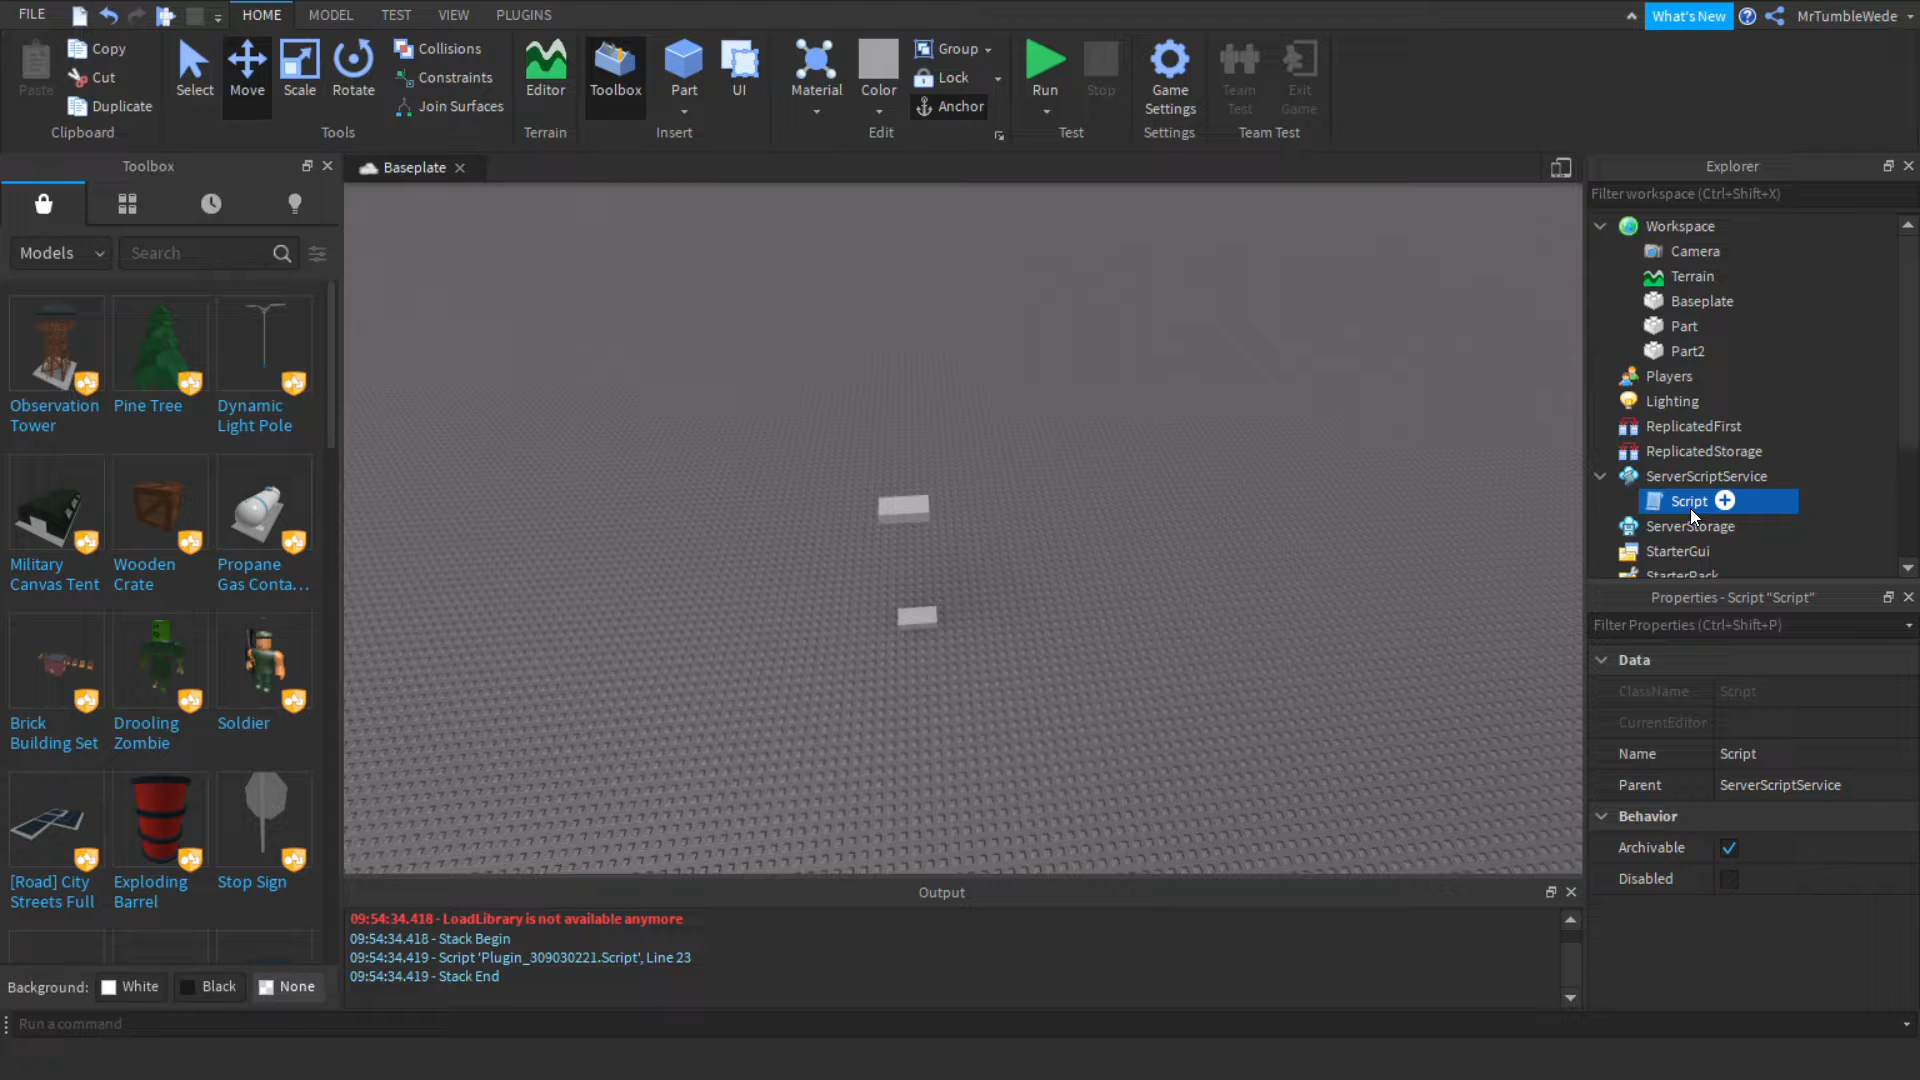 FILE
HOME
MODEL
TEST
VIEW
PLUGINS
What's New
MrTumbleWede
Paste
Copy
Cut
Duplicate
Clipboard
Select
Move
Scale
Rotate
Collisions
Constraints
Join Surfaces
Tools
Editor
Terrain
Toolbox
Part
UI
Insert
Material
Color
Group
Lock
Anchor
Edit
Run
Stop
Test
Game
Settings
Settings
Team
Test
Exit
Game
Team Test
Toolbox
Models
Search
Observation
Tower
Pine Tree
Dynamic
Light Pole
Military
Canvas Tent
Wooden
Crate
Propane
Gas Conta...
Brick
Building Set
Drooling
Zombie
Soldier
[Road] City
Streets Full
Exploding
Barrel
Stop Sign
Background:
White
Black
None
Baseplate
Output
09:54:34.418 - LoadLibrary is not available anymore
09:54:34.418 - Stack Begin
09:54:34.419 - Script 'Plugin_309030221.Script', Line 23
09:54:34.419 - Stack End
Explorer
Filter workspace (Ctrl+Shift+X)
Workspace
Camera
Terrain
Baseplate
Part
Part2
Players
Lighting
ReplicatedFirst
ReplicatedStorage
ServerScriptService
Script
ServerStorage
StarterGui
StarterPack
Properties - Script "Script"
Filter Properties (Ctrl+Shift+P)
Data
ClassName Script
CurrentEditor
Name Script
Parent ServerScriptService
Behavior
Archivable
Disabled
Run a command